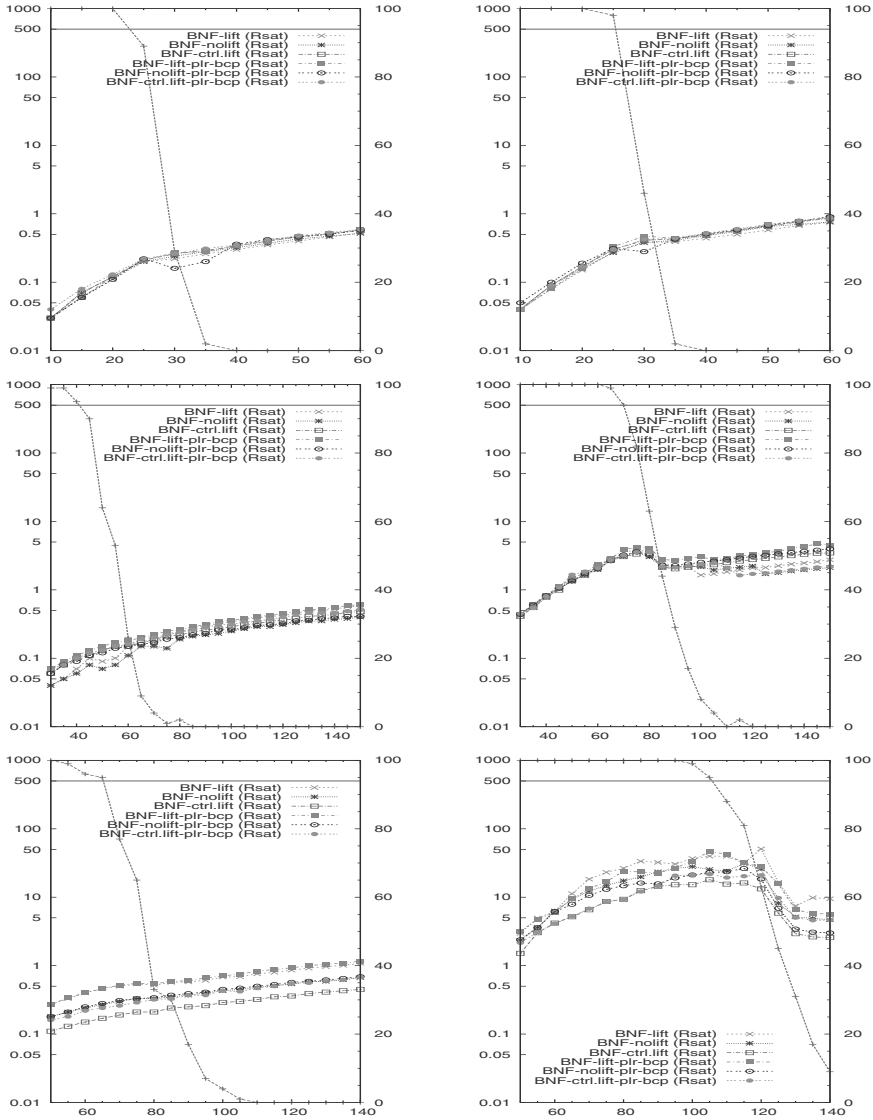 1000 100
500
BNF-lift (Rsat)
BNF-nolift (Rsat)
BNF-ctrl.lift (Rsat)
BNF-lift-plr-bcp (Rsat)
BNF-nolift-plr-bcp (Rsat)
BNF-ctrl.lift-plr-bcp (Rsat)
100 80
50
10 60
5
1 40
0.5
0.1 20
0.05
0.01 0
10 20 30 40 50 60
1000 100
500
BNF-lift (Rsat)
BNF-nolift (Rsat)
BNF-ctrl.lift (Rsat)
BNF-lift-plr-bcp (Rsat)
BNF-nolift-plr-bcp (Rsat)
BNF-ctrl.lift-plr-bcp (Rsat)
100 80
50
10 60
5
1 40
0.5
0.1 20
0.05
0.01 0
10 20 30 40 50 60
1000 100
500
BNF-lift (Rsat)
BNF-nolift (Rsat)
BNF-ctrl.lift (Rsat)
BNF-lift-plr-bcp (Rsat)
BNF-nolift-plr-bcp (Rsat)
BNF-ctrl.lift-plr-bcp (Rsat)
100 80
50
10 60
5
1 40
0.5
0.1 20
0.05
0.01 0
40 60 80 100 120 140
1000 100
500
BNF-lift (Rsat)
BNF-nolift (Rsat)
BNF-ctrl.lift (Rsat)
BNF-lift-plr-bcp (Rsat)
BNF-nolift-plr-bcp (Rsat)
BNF-ctrl.lift-plr-bcp (Rsat)
100 80
50
10 60
5
1 40
0.5
0.1 20
0.05
0.01 0
40 60 80 100 120 140
1000 100
500
BNF-lift (Rsat)
BNF-nolift (Rsat)
BNF-ctrl.lift (Rsat)
BNF-lift-plr-bcp (Rsat)
BNF-nolift-plr-bcp (Rsat)
BNF-ctrl.lift-plr-bcp (Rsat)
100 80
50
10 60
5
1 40
0.5
0.1 20
0.05
0.01 0
60 80 100 120 140
1000 100
500
100 80
50
10 60
5
1 40
0.5
0.1 20
0.05
BNF-lift (Rsat)
BNF-nolift (Rsat)
BNF-ctrl.lift (Rsat)
BNF-lift-plr-bcp (Rsat)
BNF-nolift-plr-bcp (Rsat)
BNF-ctrl.lift-plr-bcp (Rsat)
0.01 0
60 80 100 120 140